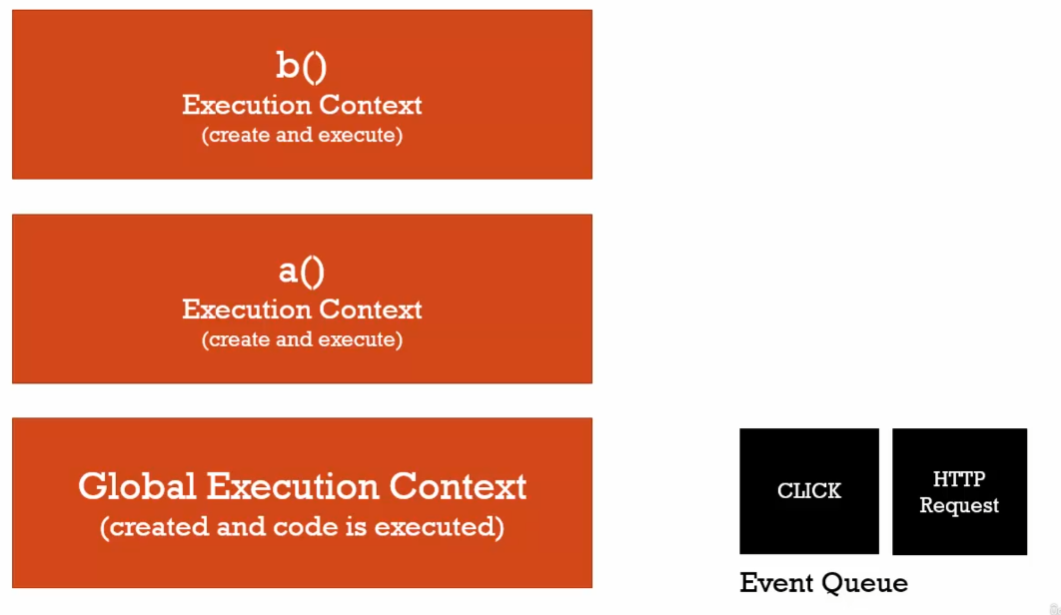 b()
Execution Context
(create and execute)
a()
Execution Context
(create and execute)
Global Execution Context
(created and code is executed)
CLICK
HTTP
Request
Event Queue